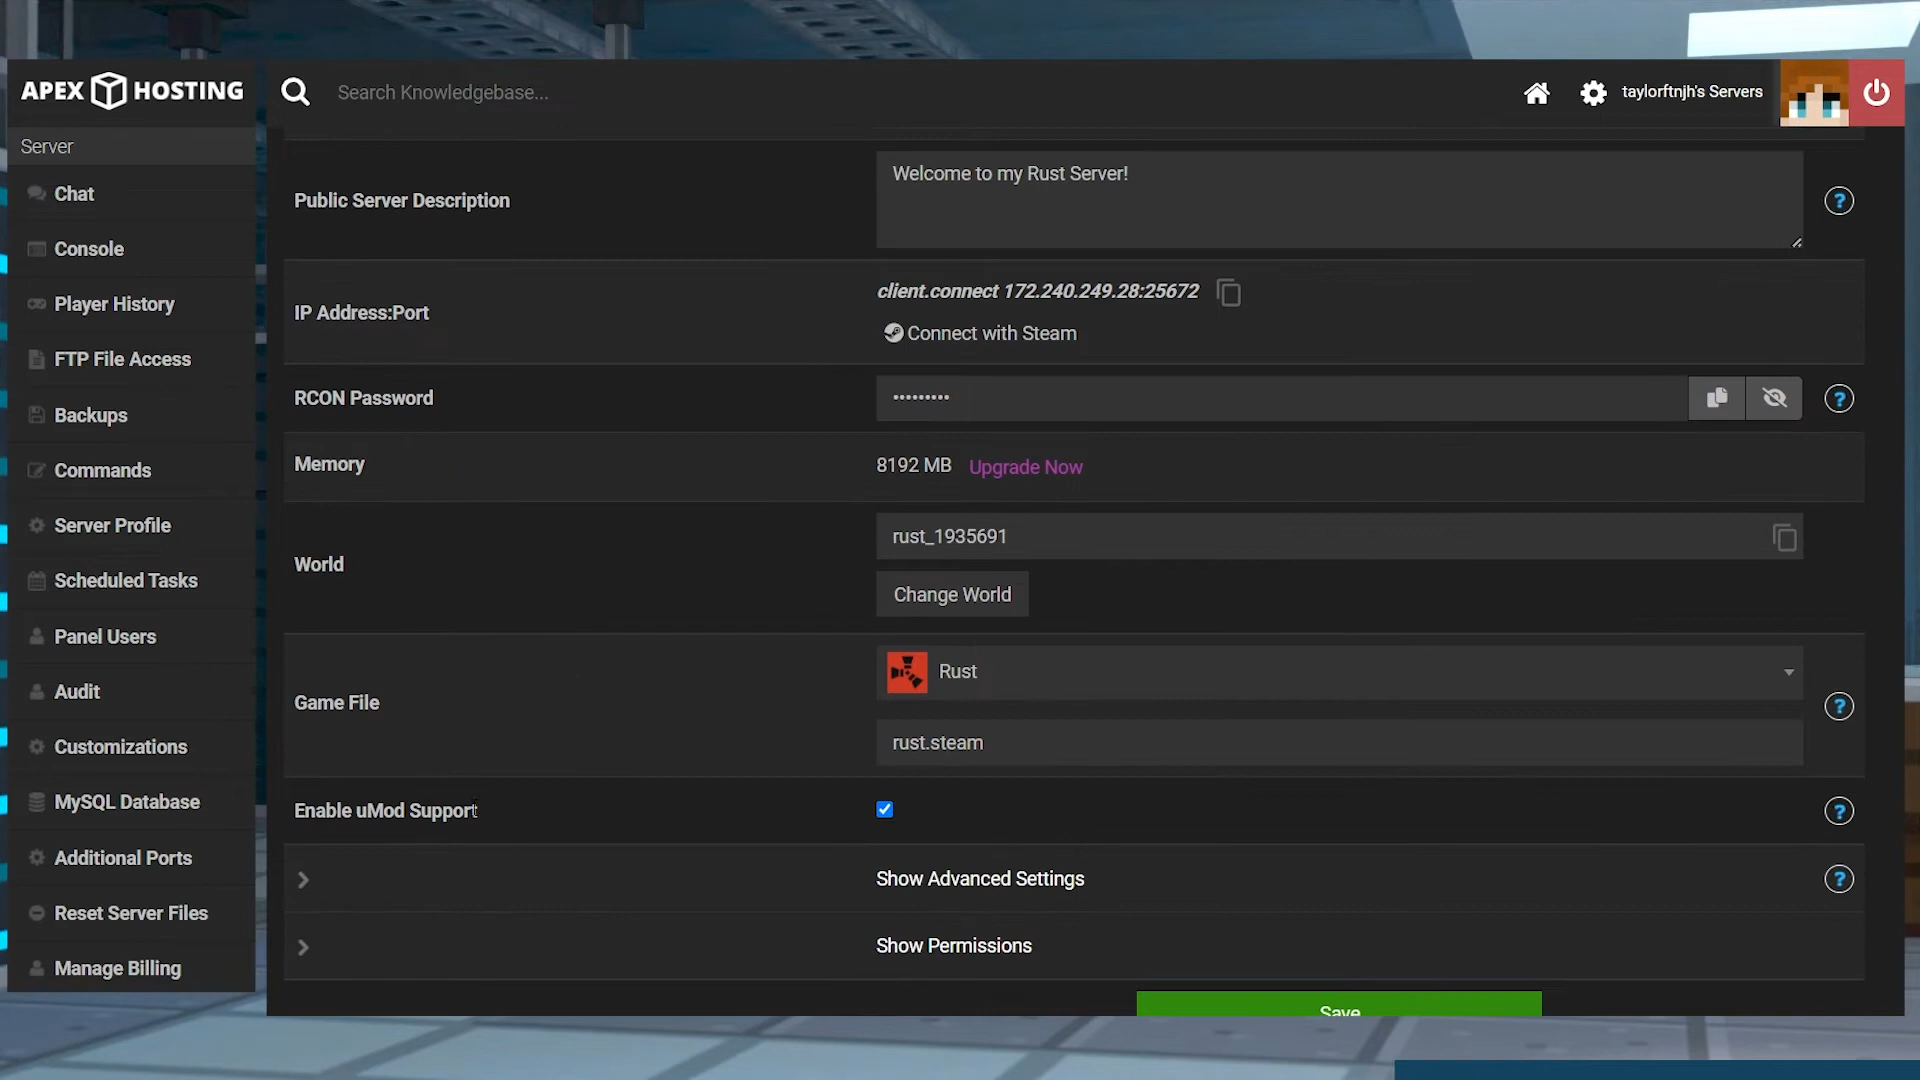 APEX HOSTING
Search Knowledgebase...
taylorftnjh's Servers
Server
Chat
Console
Player History
FTP File Access
Backups
Commands
Server Profile
Scheduled Tasks
Panel Users
Audit
Customizations
MySQL Database
Additional Ports
Reset Server Files
Manage Billing
Public Server Description
Welcome to my Rust Server!
?
IP Address:Port
client.connect 172.240.249.28:25672
Connect with Steam
RCON Password
•••••••••
?
Memory
8192 MB Upgrade Now
World
rust_1935691
Change World
Game File
Rust
rust.steam
?
Enable uMod Support
?
Show Advanced Settings
?
Show Permissions
Save